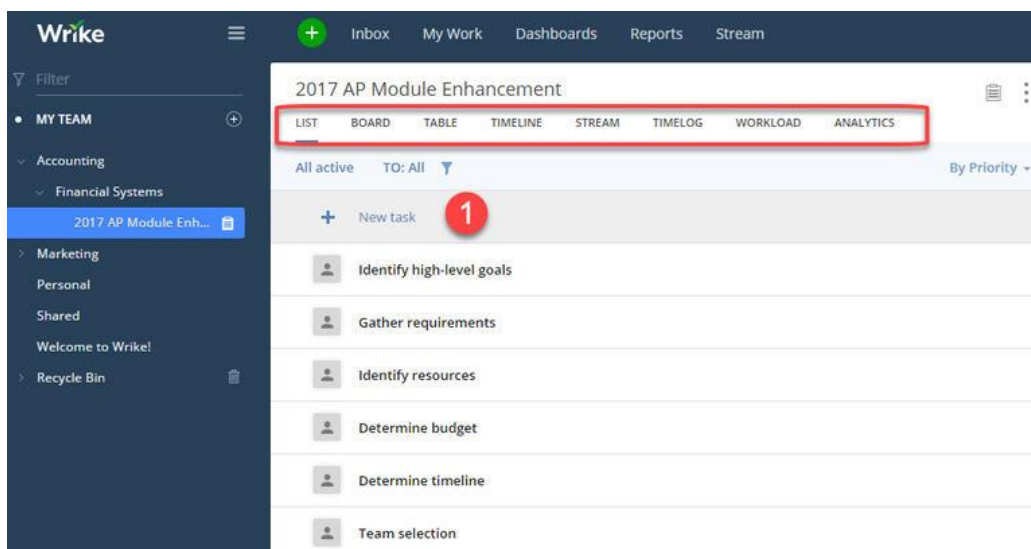 Wrike
Inbox My Work Dashboards Reports Stream
Filter
MY TEAM
Accounting
Financial Systems
2017 AP Module Enh...
Marketing
Personal
Shared
Welcome to Wrike!
Recycle Bin
2017 AP Module Enhancement
LIST BOARD TABLE TIMELINE STREAM TIMELOG WORKLOAD ANALYTICS
All active TO: All By Priority
New task 1
Identify high-level goals
Gather requirements
Identify resources
Determine budget
Determine timeline
Team selection